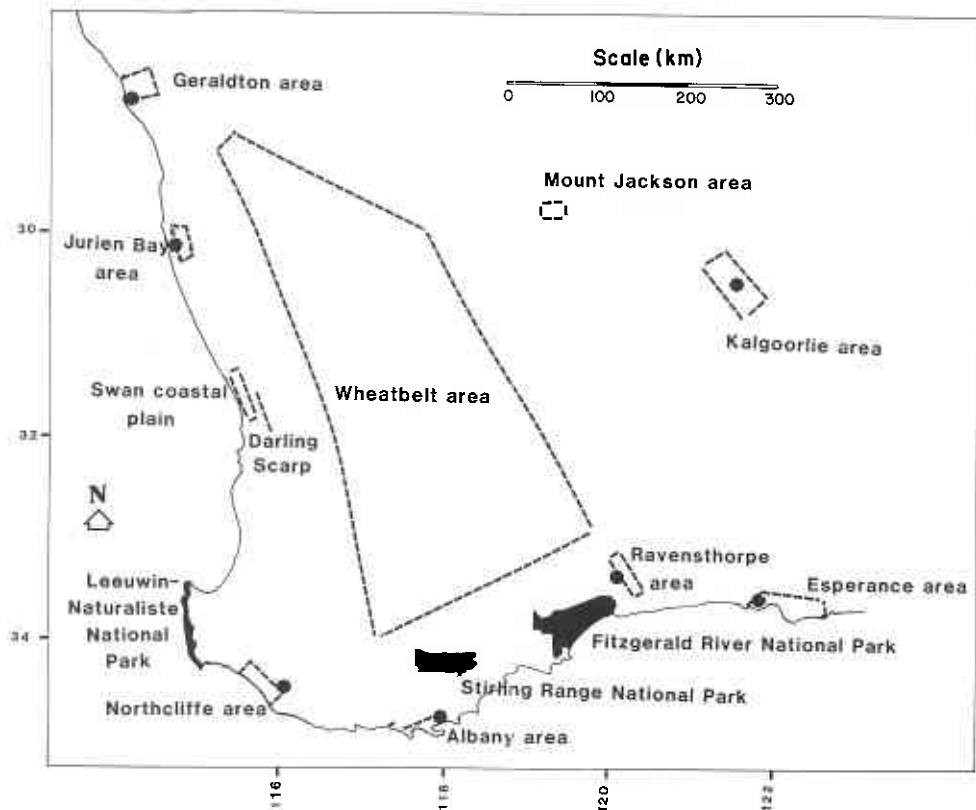 Geraldton area
Scale (km)
0 100 200 300
Mount Jackson area
30
Jurien Bay
area
Kalgoorlie area
Swan coastal
plain
Wheatbelt area
32
Darling
Scarp
N
Ravensthorpe
area
Esperance area
Leeuwin-
Naturaliste
National
Park
34
Fitzgerald River National Park
Stirling Range National Park
Northcliffe area
Albany area
116
118
120
122